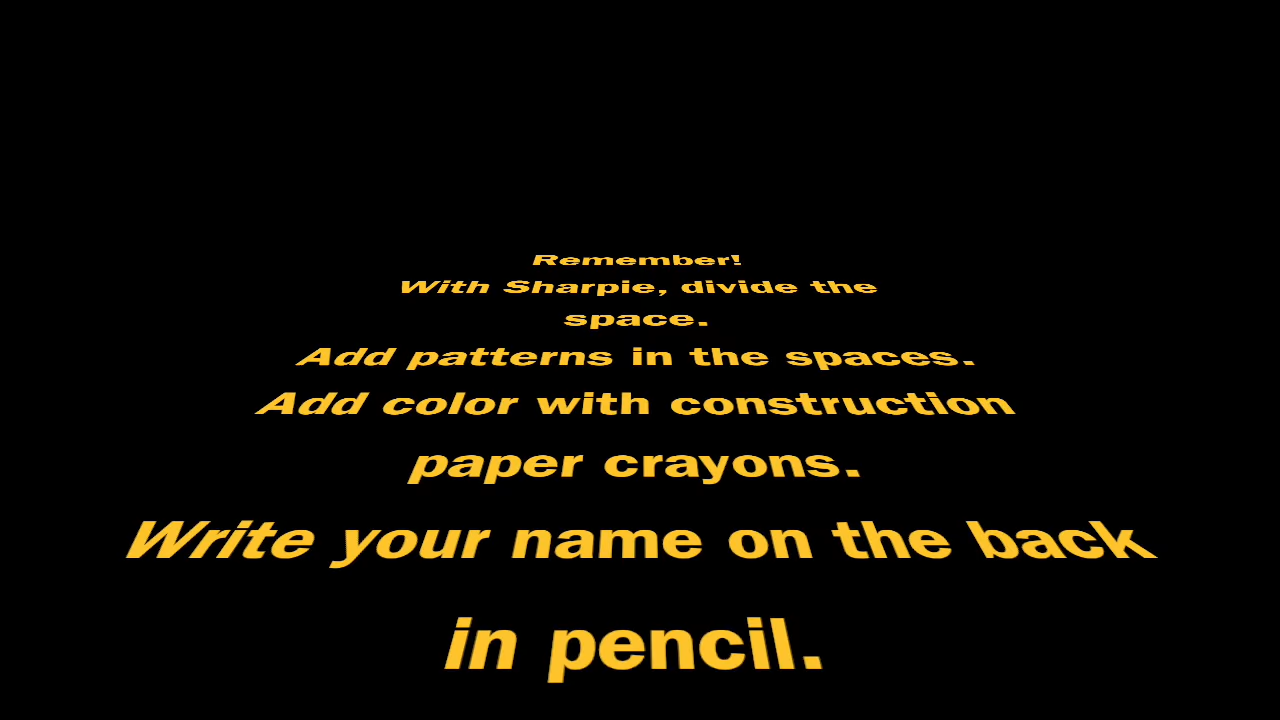 Remember!
With Sharpie, divide the
space.
Add patterns in the spaces.
Add color with construction
paper crayons.
Write your name on the back
in pencil.